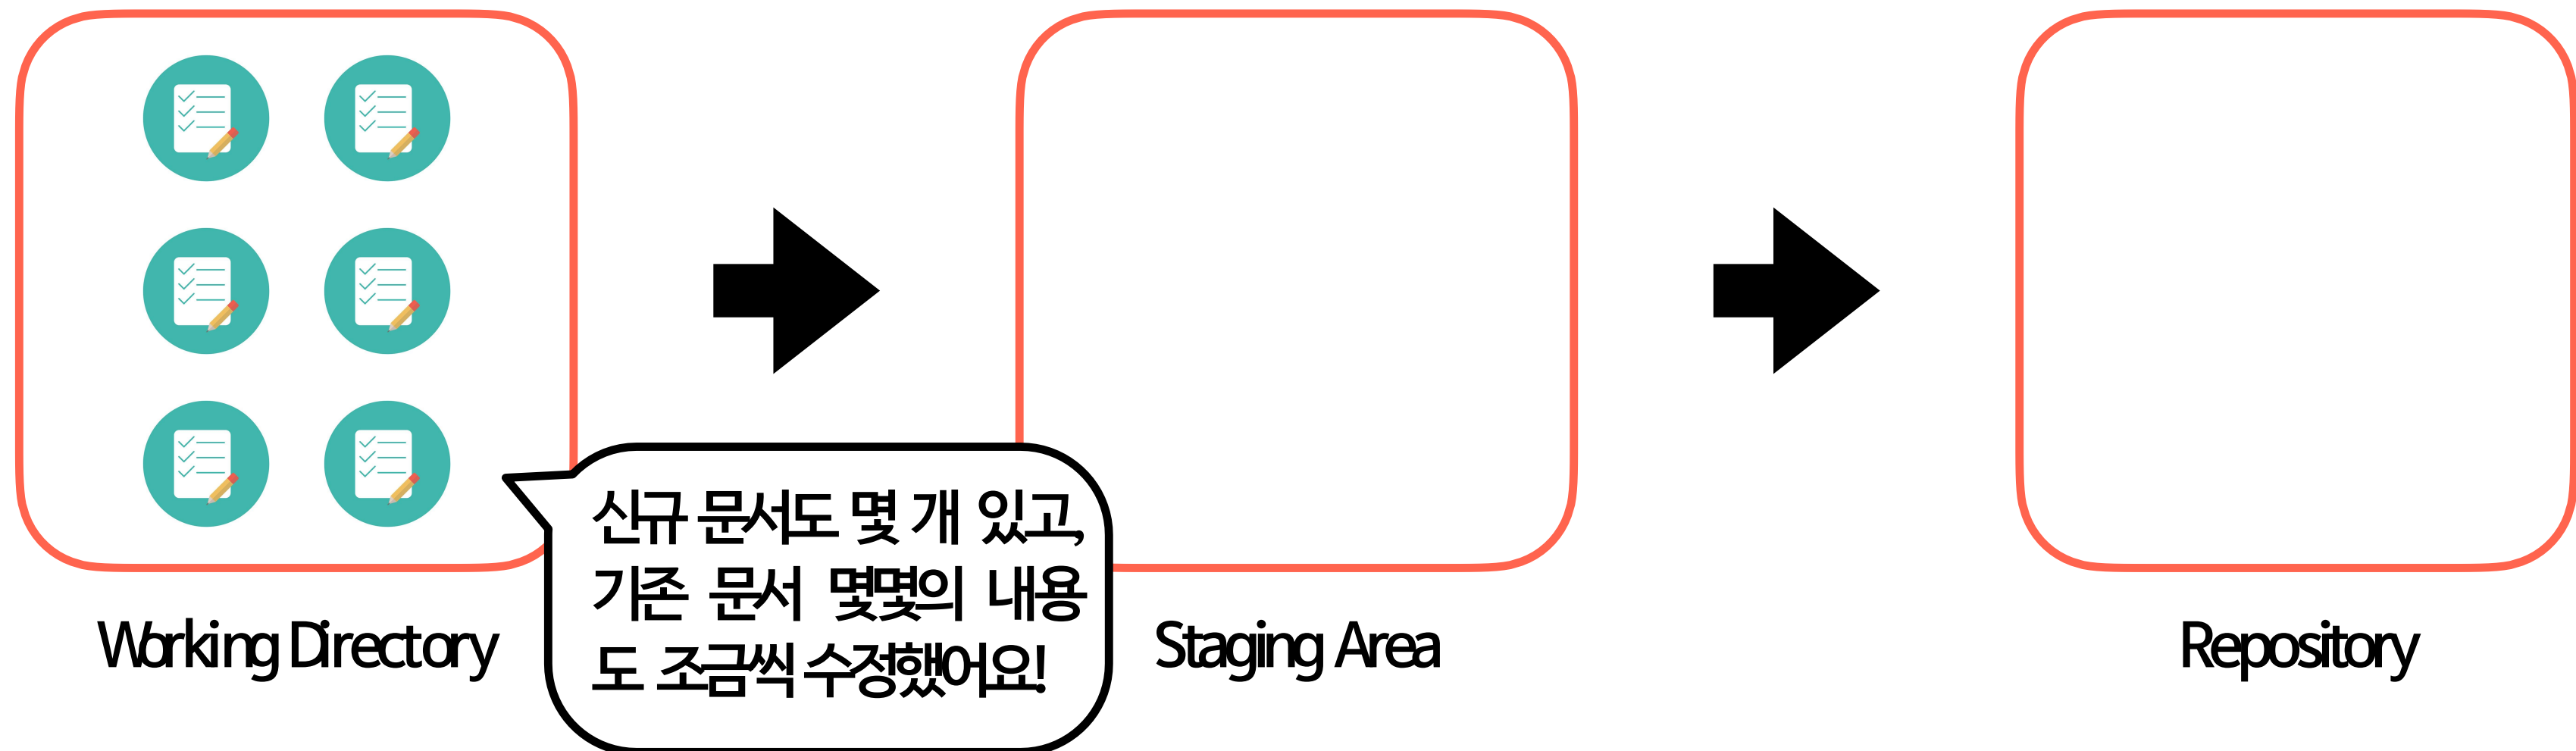 신규 문서도 몇 개 있고,
기존 문서 몇몇의 내용
도 조금씩 수정했어요!
Working Directory
Staging Area
Repository